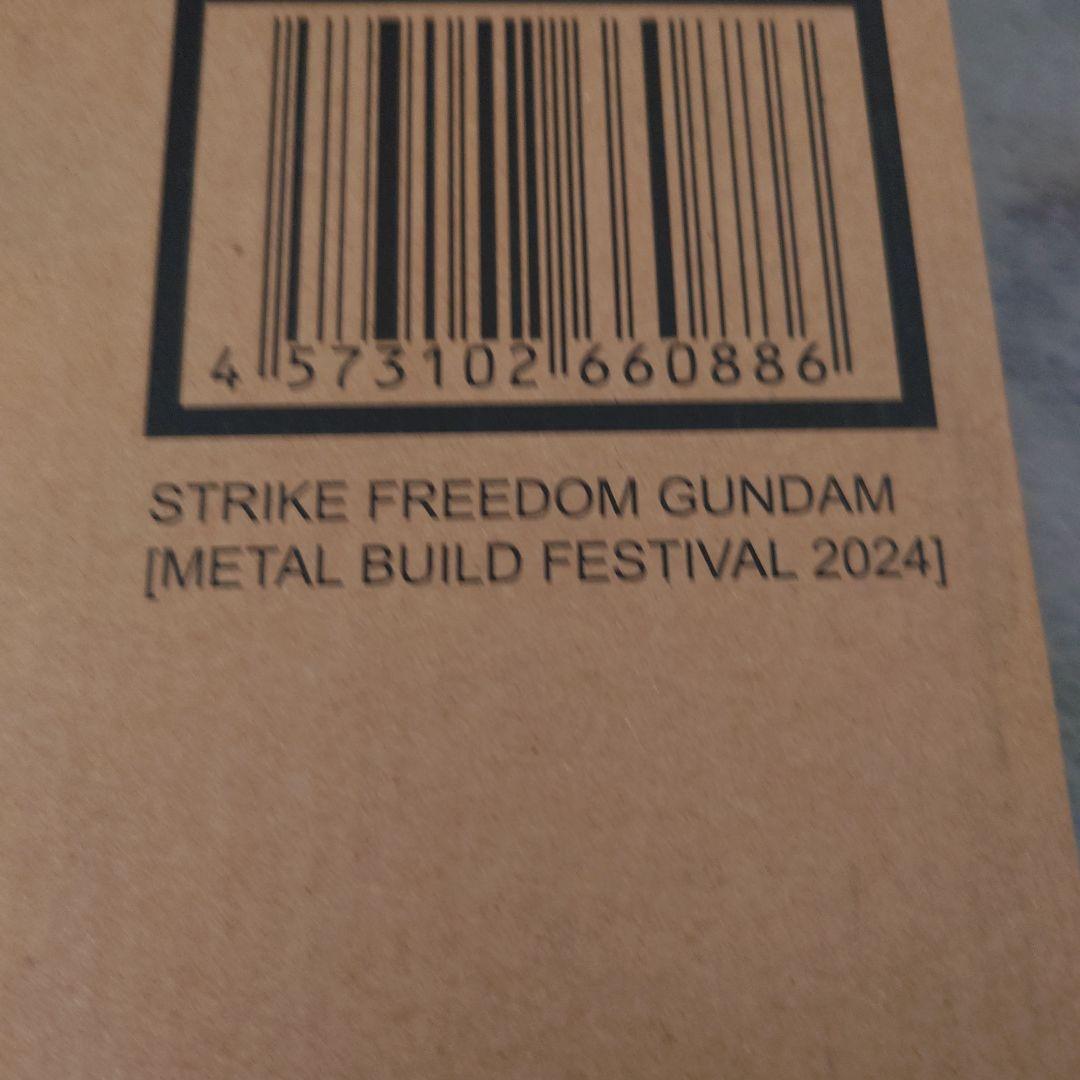 4 573102 660886
STRIKE FREEDOM GUNDAM
[METAL BUILD FESTIVAL 2024]